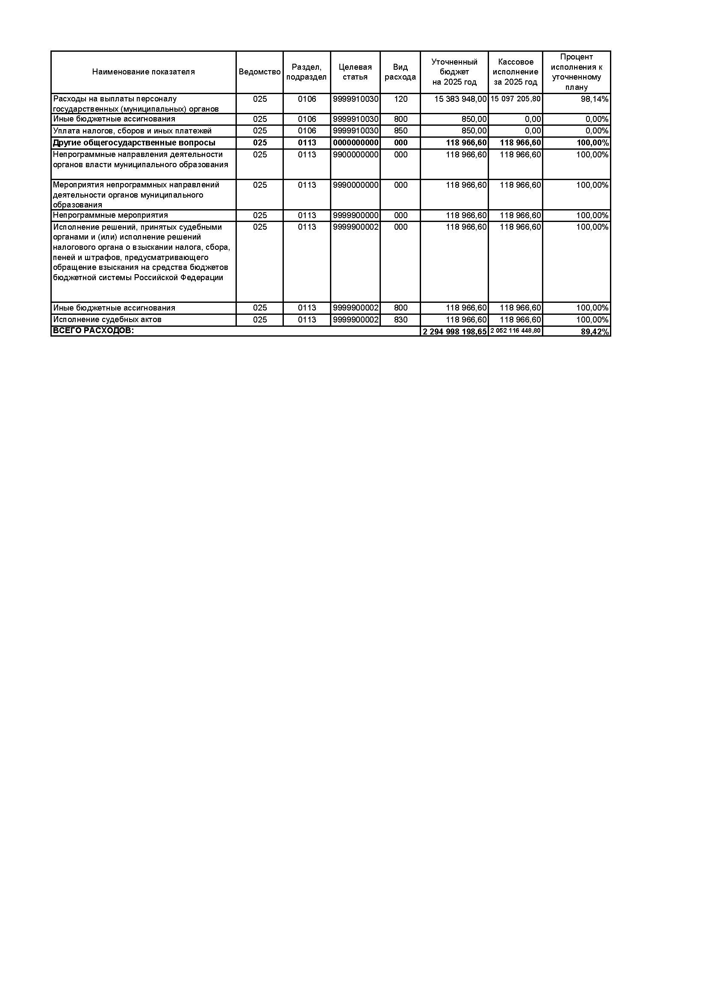 Наименование показателя Ведомство Раздел, подраздел Целевая статья Вид расхода Уточненный бюджет на 2025 год Кассовое исполнение за 2025 год Процент исполнения к уточненному плану
Расходы на выплаты персоналу
государственных (муниципальных) органов 025 0106 9999910030 120 15 383 948,00 15 097 205,80 98,14%
Иные бюджетные ассигнования 025 0106 9999910030 800 850,00 0,00 0,00%
Уплата налогов, сборов и иных платежей 025 0106 9999910030 850 850,00 0,00 0,00%
Другие общегосударственные вопросы 025 0113 0000000000 000 118 966,60 118 966,60 100,00%
Непрограммные направления деятельности
органов власти муниципального образования 025 0113 9900000000 000 118 966,60 118 966,60 100,00%
Мероприятия непрограммных направлений
деятельности органов муниципального
образования 025 0113 9990000000 000 118 966,60 118 966,60 100,00%
Непрограммные мероприятия 025 0113 9999900000 000 118 966,60 118 966,60 100,00%
Исполнение решений, принятых судебными
органами и (или) исполнение решений
налогового органа о взыскании налога, сбора,
пеней и штрафов, предусматривающего
обращение взыскания на средства бюджетов
бюджетной системы Российской Федерации 025 0113 9999900002 000 118 966,60 118 966,60 100,00%
Иные бюджетные ассигнования 025 0113 9999900002 800 118 966,60 118 966,60 100,00%
Исполнение судебных актов 025 0113 9999900002 830 118 966,60 118 966,60 100,00%
ВСЕГО РАСХОДОВ: 2 294 998 198,65 2 052 116 448,80 89,42%